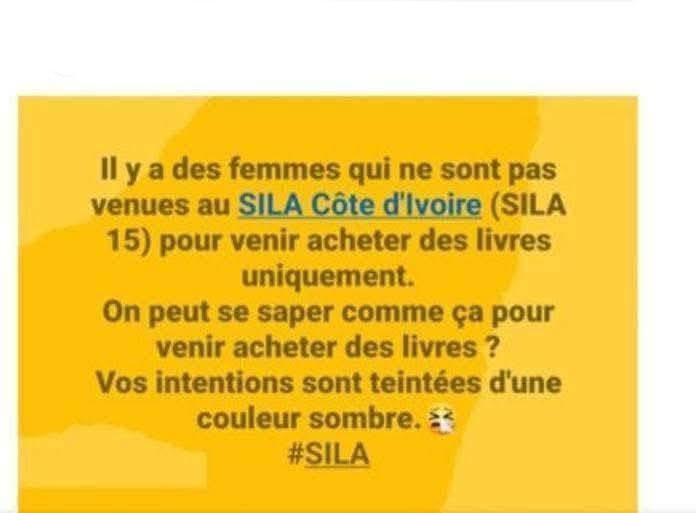 Il y a des femmes qui ne sont pas
venues au SILA Côte d'Ivoire (SILA
15) pour venir acheter des livres
uniquement.
On peut se saper comme ça pour
venir acheter des livres ?
Vos intentions sont teintées d'une
couleur sombre. 🤧
#SILA